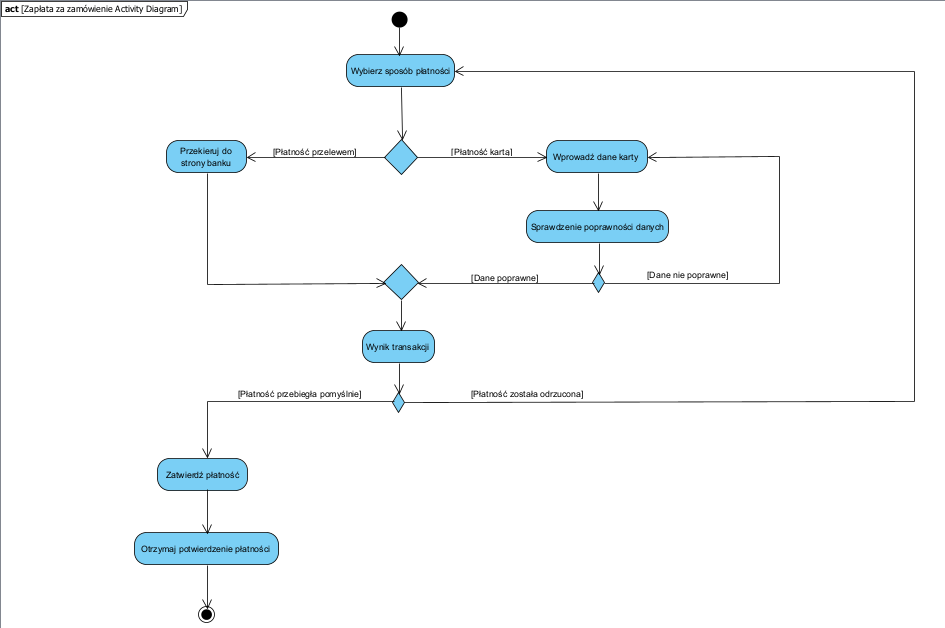 act [Zapłata za zamówienie Activity Diagram]
Wybierz sposób płatności
Przekieruj do
strony banku
[Płatność przelewem]
[Płatność kartą]
Wprowadź dane karty
Sprawdzenie poprawności danych
[Dane poprawne]
[Dane nie poprawne]
Wynik transakcji
[Płatność przebiegła pomyślnie]
[Płatność została odrzucona]
Zatwierdź płatność
Otrzymaj potwierdzenie płatności